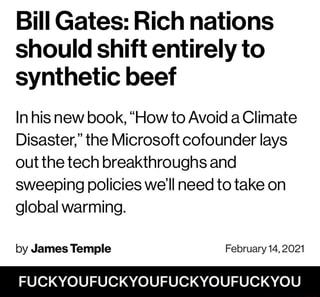 Bill Gates: Rich nations
should shift entirely to
synthetic beef
In his new book, “How to Avoid a Climate
Disaster,” the Microsoft cofounder lays
out the tech breakthroughs and
sweeping policies we’ll need to take on
global warming.
by James Temple
February 14, 2021
FUCKYOUFUCKYOUFUCKYOUFUCKYOU